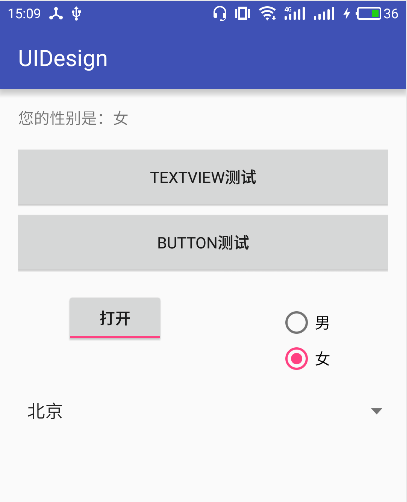 15:09 4G 36
UIDesign
您的性别是：女
TEXTVIEW测试
BUTTON测试
打开
男
女
北京